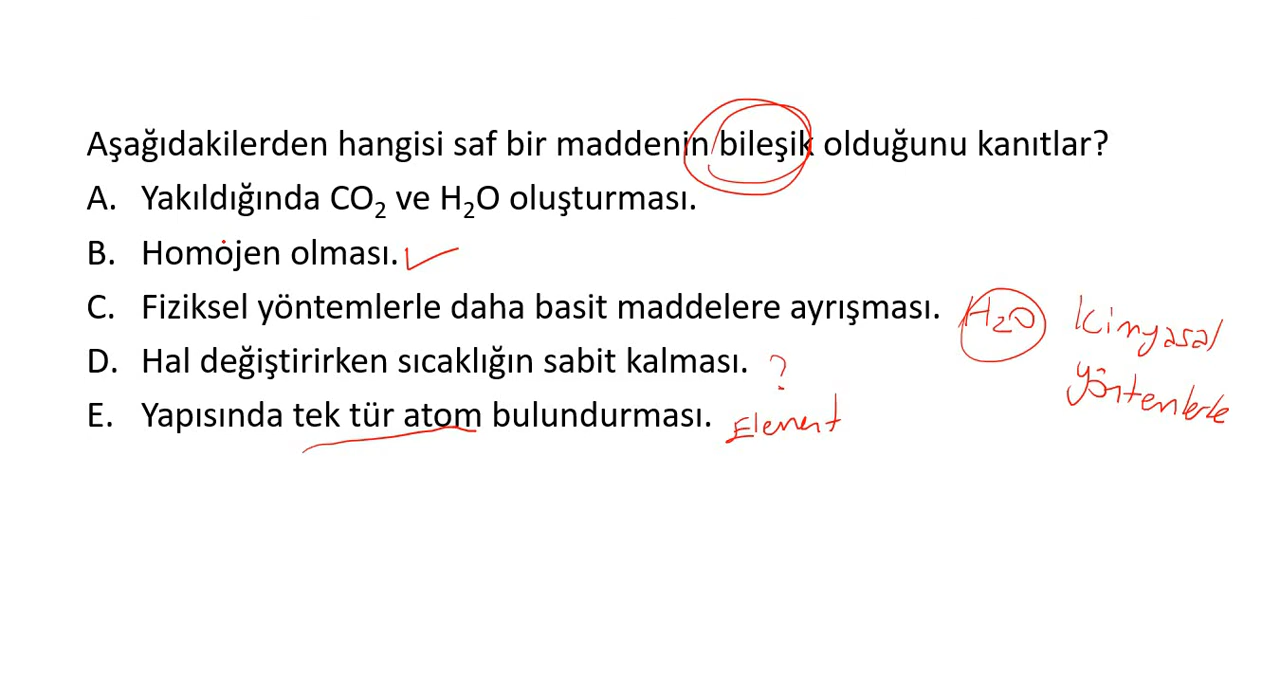 Aşağıdakilerden hangisi saf bir maddenin bileşik olduğunu kanıtlar?
A. Yakıldığında CO₂ ve H₂O oluşturması.
B. Homojen olması.
C. Fiziksel yöntemlerle daha basit maddelere ayrışması. H₂O Kimyasal
yöntemlerle
D. Hal değiştirirken sıcaklığın sabit kalması. ?
E. Yapısında tek tür atom bulundurması. Element